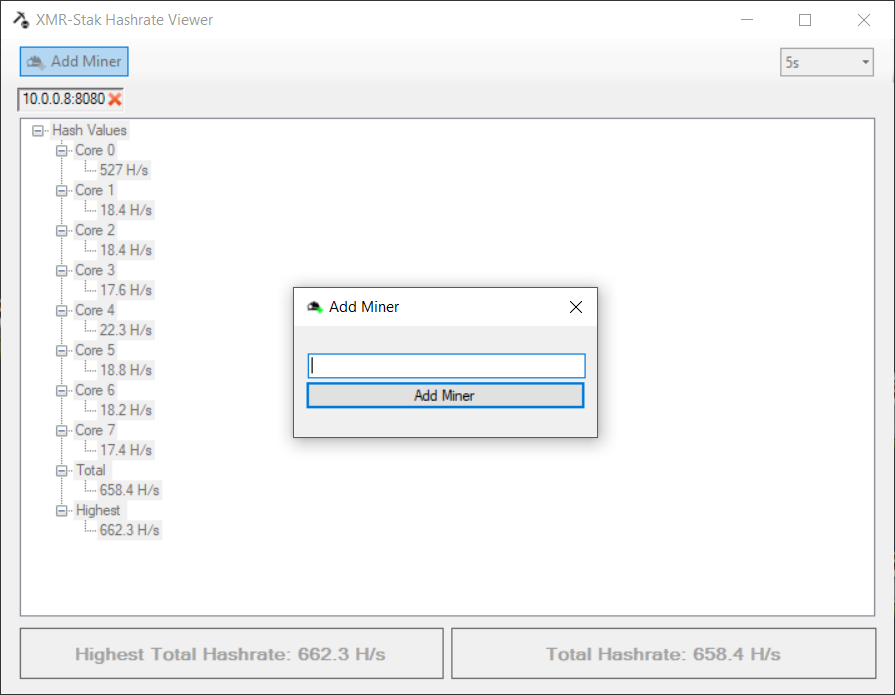 XMR-Stak Hashrate Viewer
Add Miner
5s
10.0.0.8:8080
Hash Values
Core 0
527 H/s
Core 1
18.4 H/s
Core 2
18.4 H/s
Core 3
17.6 H/s
Core 4
22.3 H/s
Core 5
18.8 H/s
Core 6
18.2 H/s
Core 7
17.4 H/s
Total
658.4 H/s
Highest
662.3 H/s
Add Miner
Add Miner
Highest Total Hashrate: 662.3 H/s
Total Hashrate: 658.4 H/s